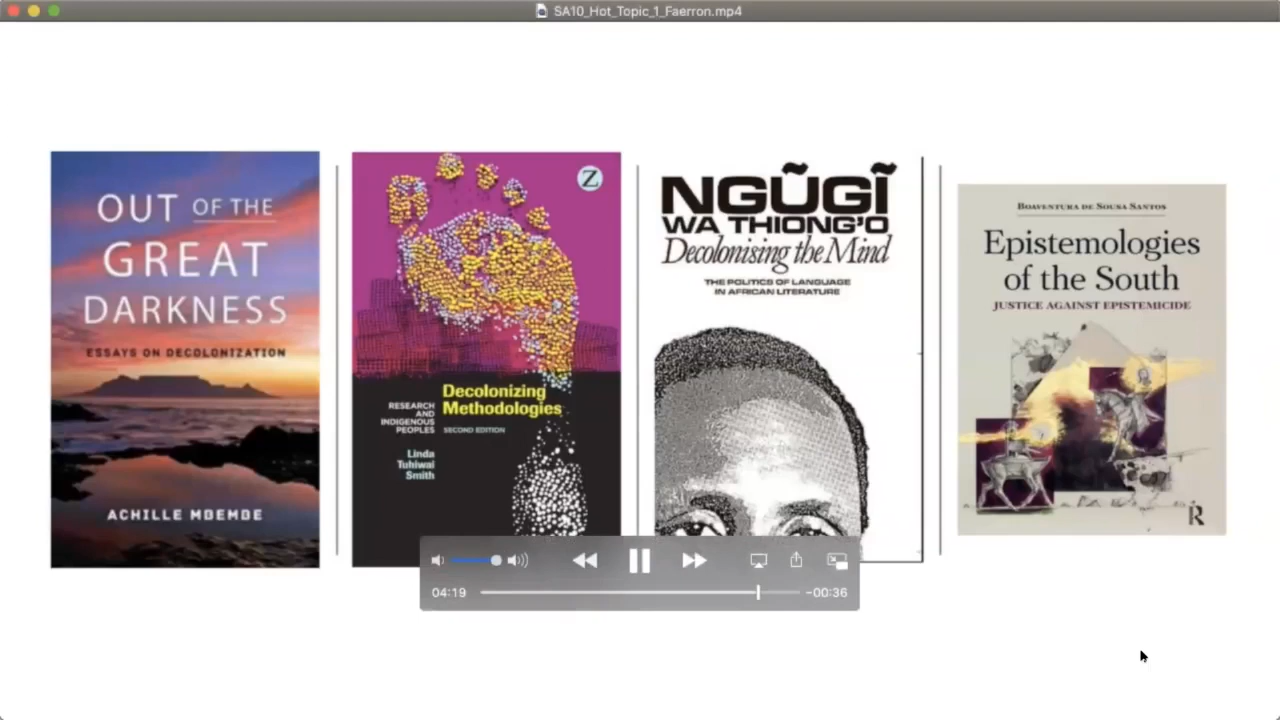 SA10_Hot_Topic_1_Faerron.mp4
OUT OF THE
GREAT
DARKNESS
ESSAYS ON DECOLONIZATION
ACHILLE MBEMBE
Z
Decolonizing
Methodologies
RESEARCH
AND
INDIGENOUS
PEOPLES
SECOND EDITION
Linda
Tuhiwai
Smith
NGŨGĨ
WA THIONG'O
Decolonising the Mind
THE POLITICS OF LANGUAGE
IN AFRICAN LITERATURE
BOAVENTURA DE SOUSA SANTOS
Epistemologies
of the South
JUSTICE AGAINST EPISTEMICIDE
R
04:19
-00:36